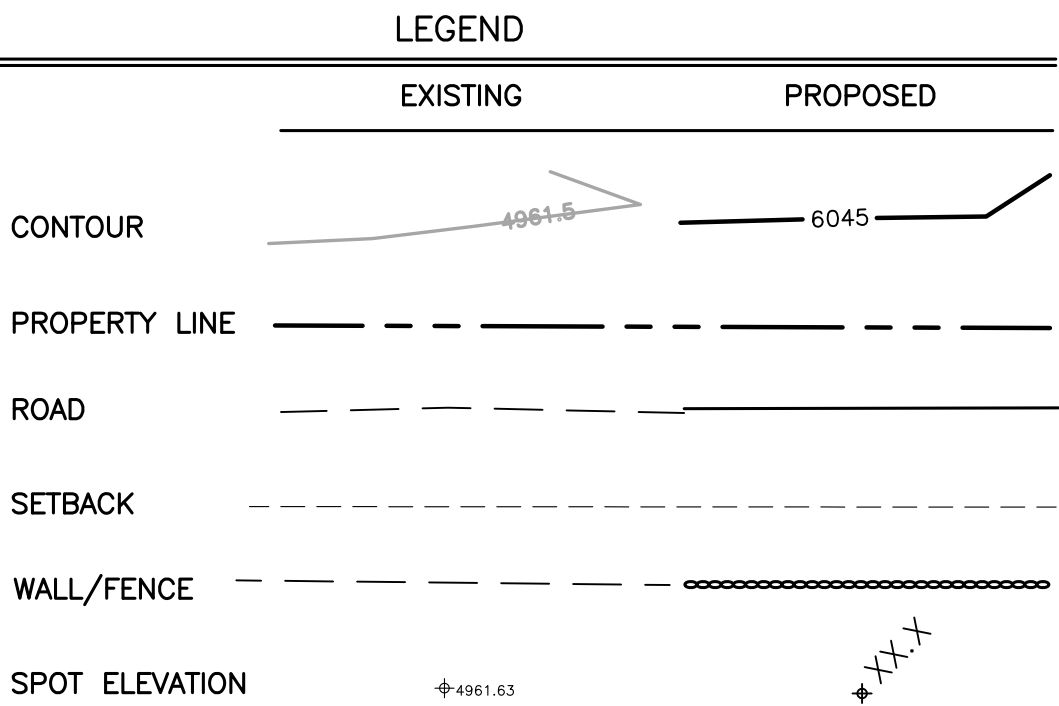 LEGEND
EXISTING PROPOSED
CONTOUR 4961.5 6045
PROPERTY LINE
ROAD
SETBACK
WALL/FENCE
SPOT ELEVATION 4961.63 XX.X